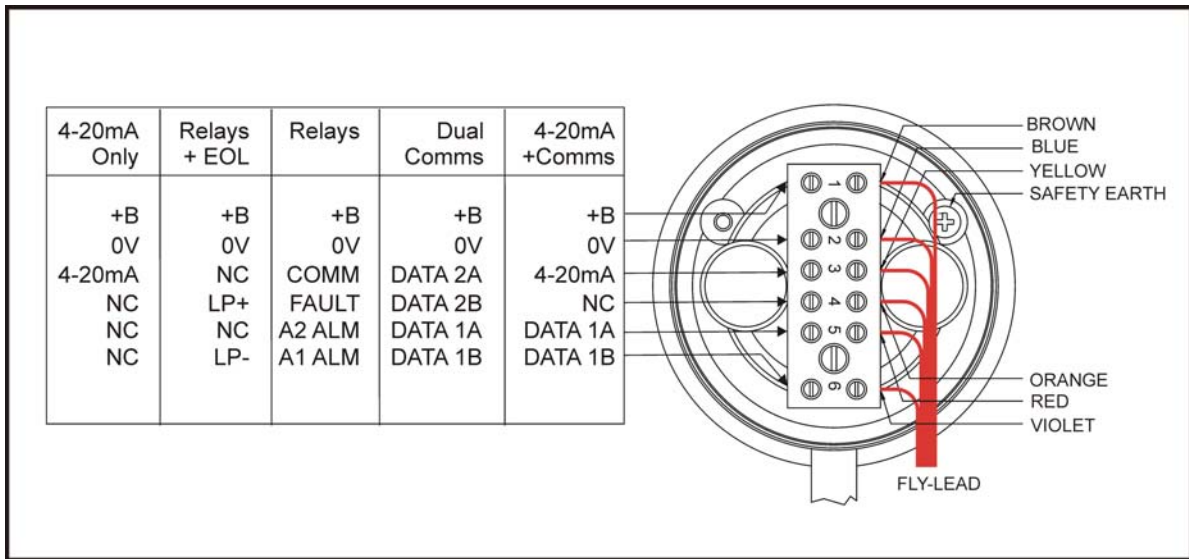 4-20mA Only
Relays + EOL
Relays
Dual Comms
4-20mA +Comms
+B +B +B +B +B
0V 0V 0V 0V 0V
4-20mA NC COMM DATA 2A 4-20mA
NC LP+ FAULT DATA 2B NC
NC NC A2 ALM DATA 1A DATA 1A
NC LP- A1 ALM DATA 1B DATA 1B
1
2
3
4
5
6
BROWN
BLUE
YELLOW
SAFETY EARTH
ORANGE
RED
VIOLET
FLY-LEAD